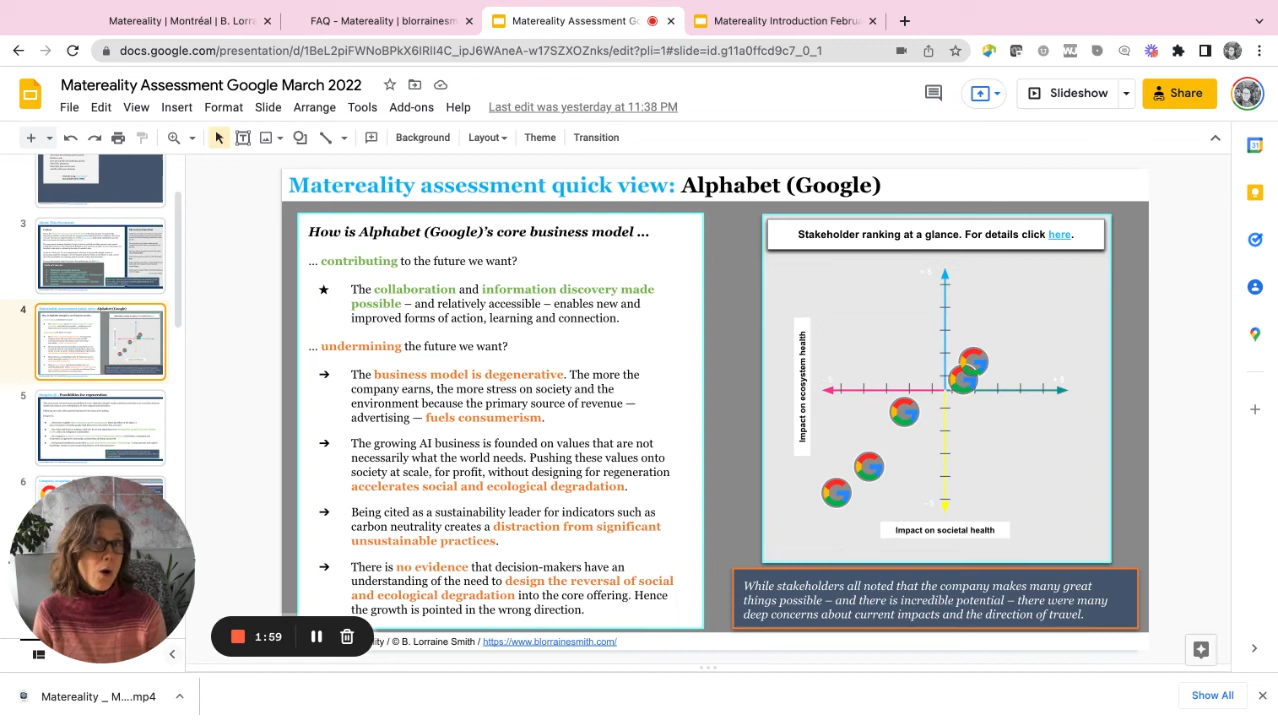 Matereality | Montréal | B. Lorra
FAQ - Matereality | blorrainesm
Matereality Assessment Go
Matereality Introduction Febru
docs.google.com/presentation/d/1BeL2piFWNoBPkX6lRlI4C_ipJ6WAneA-w17SZXOZnks/edit?pli=1#slide=id.g11a0ffcd9c7_0_1
Matereality Assessment Google March 2022
File Edit View Insert Format Slide Arrange Tools Add-ons Help Last edit was yesterday at 11:38 PM
Slideshow
Share
Background Layout Theme Transition
31
3
4
5
6
Matereality assessment quick view: Alphabet (Google)
How is Alphabet (Google)'s core business model ...
... contributing to the future we want?
★ The collaboration and information discovery made
possible – and relatively accessible – enables new and
improved forms of action, learning and connection.
... undermining the future we want?
➔ The business model is degenerative. The more the
company earns, the more stress on society and the
environment because the primary source of revenue —
advertising — fuels consumerism.
➔ The growing AI business is founded on values that are not
necessarily what the world needs. Pushing these values onto
society at scale, for profit, without designing for regeneration
accelerates social and ecological degradation.
➔ Being cited as a sustainability leader for indicators such as
carbon neutrality creates a distraction from significant
unsustainable practices.
➔ There is no evidence that decision-makers have an
understanding of the need to design the reversal of social
and ecological degradation into the core offering. Hence
the growth is pointed in the wrong direction.
Stakeholder ranking at a glance. For details click here.
Impact on ecosystem health
Impact on societal health
While stakeholders all noted that the company makes many great
things possible – and there is incredible potential – there were many
deep concerns about current impacts and the direction of travel.
ality / © B. Lorraine Smith / https://www.blorrainesmith.com/
1:59
Matereality _ M....mp4
Show All